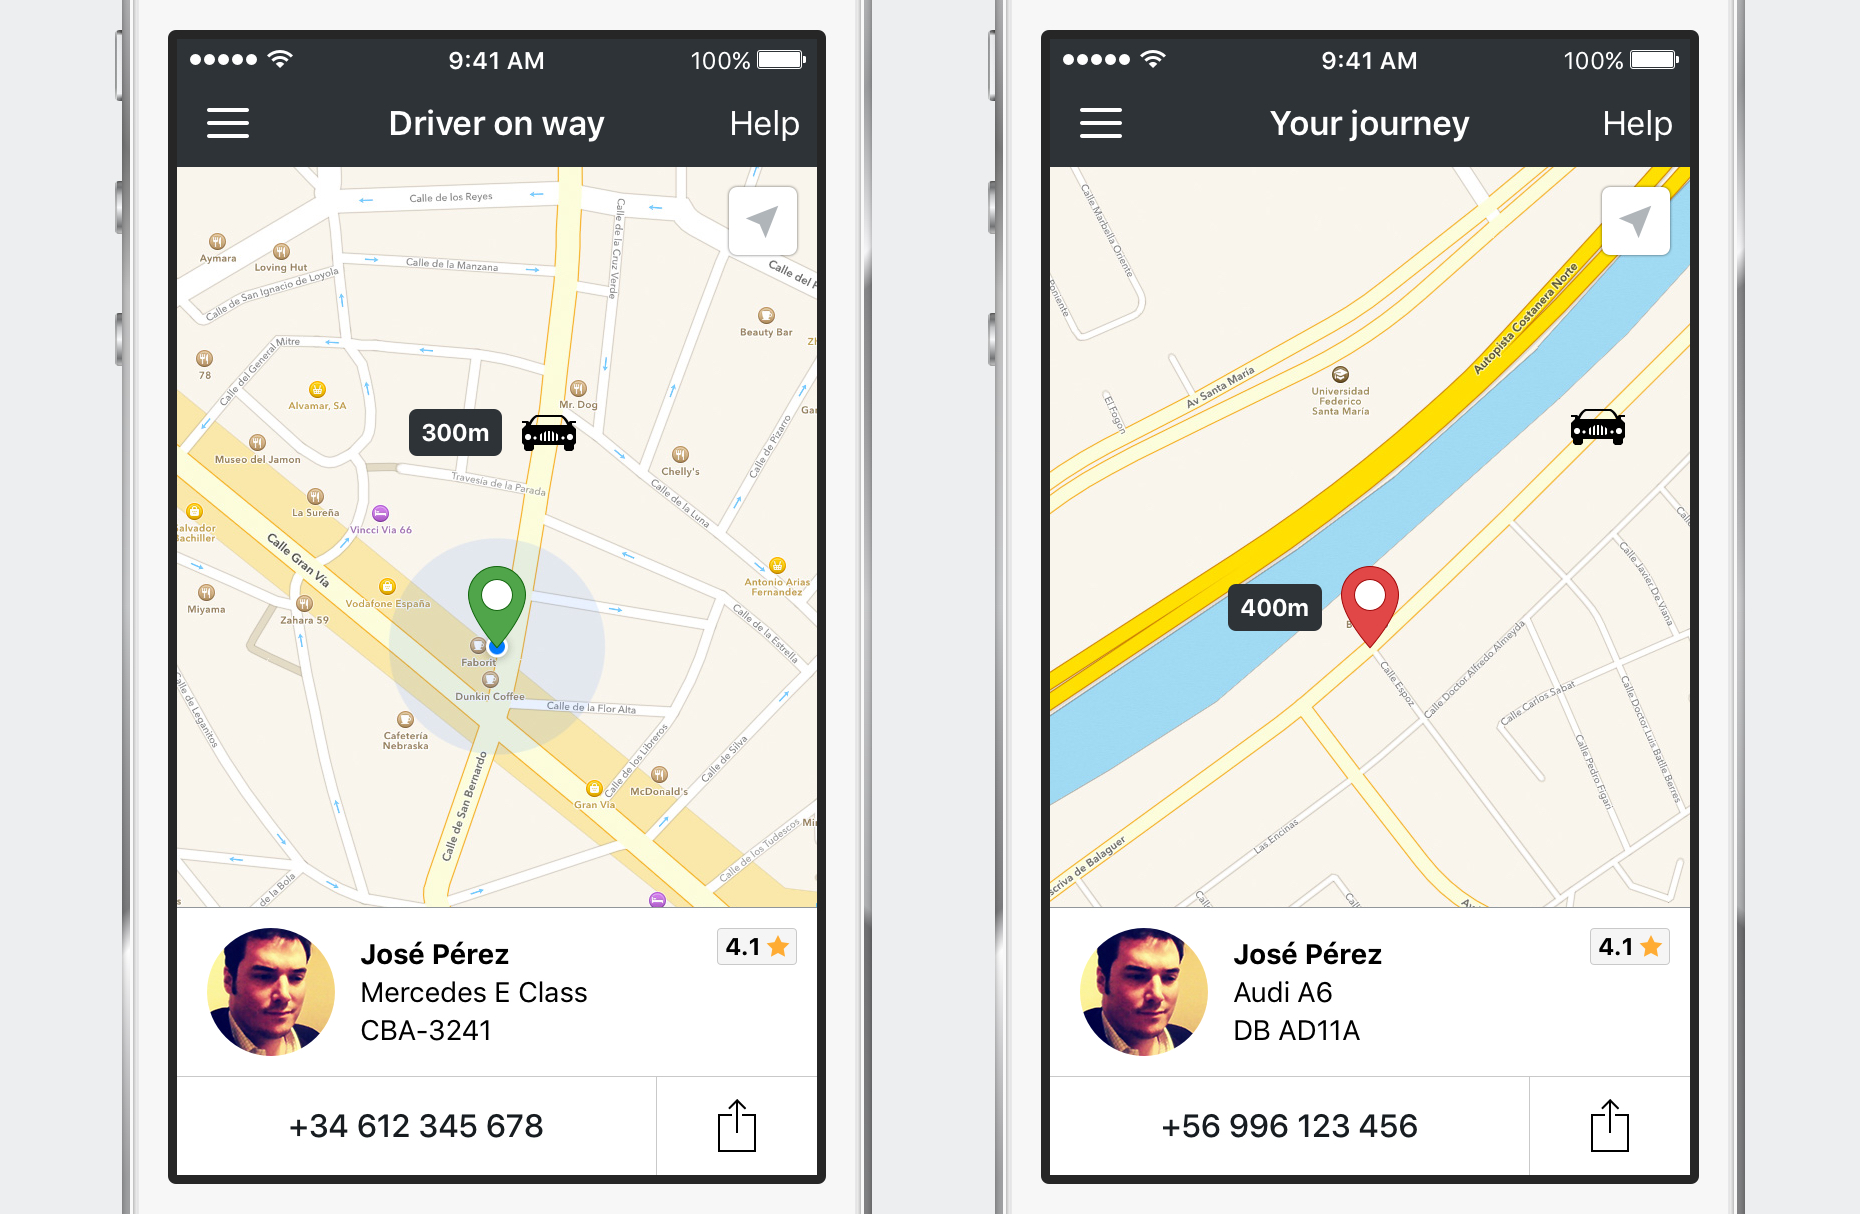 9:41 AM
100%
Driver on way
Help
Calle de los Reyes
Calle de la Cruz Verde
Aymara
Loving Hut
Calle de la Manzana
Calle del P
Calle de San Ignacio de Loyola
Beauty Bar
Calle del General Mitre
78
Alvamar, SA
Mr. Dog
300m
Calle de Pizarro
Museo del Jamon
Chelly's
Travesia de la Parada
Calle de la Luna
La Sureña
Vincci Via 66
Salvador
Bachiller
Calle Gran Via
Antonio Arias
Fernandez
Miyama
Vodafone España
Zahara 59
Calle de la Estrella
Faborit
Dunkin Coffee
Calle de la Flor Alta
Calle de Leganitos
Cafetería
Nebraska
Calle de los Libreros
Calle de Silva
McDonald's
Gran Via
Calle de San Bernardo
Calle de los Tudescos
de la Bola
José Pérez
4.1
Mercedes E Class
CBA-3241
+34 612 345 678
9:41 AM
100%
Your journey
Help
Calle Marbella Oriente
Poniente
Autopista Costanera Norte
Av Santa María
El Fogon
Universidad
Federico
Santa María
400m
Calle Javier De Viana
Calle Espoz
Calle Doctor Alfredo Almeyda
Calle Carlos Sabat
Calle Doctor Luis Batlle Berres
Calle Pedro Figari
Las Encinas
scriva de Balaguer
José Pérez
4.1
Audi A6
DB AD11A
+56 996 123 456